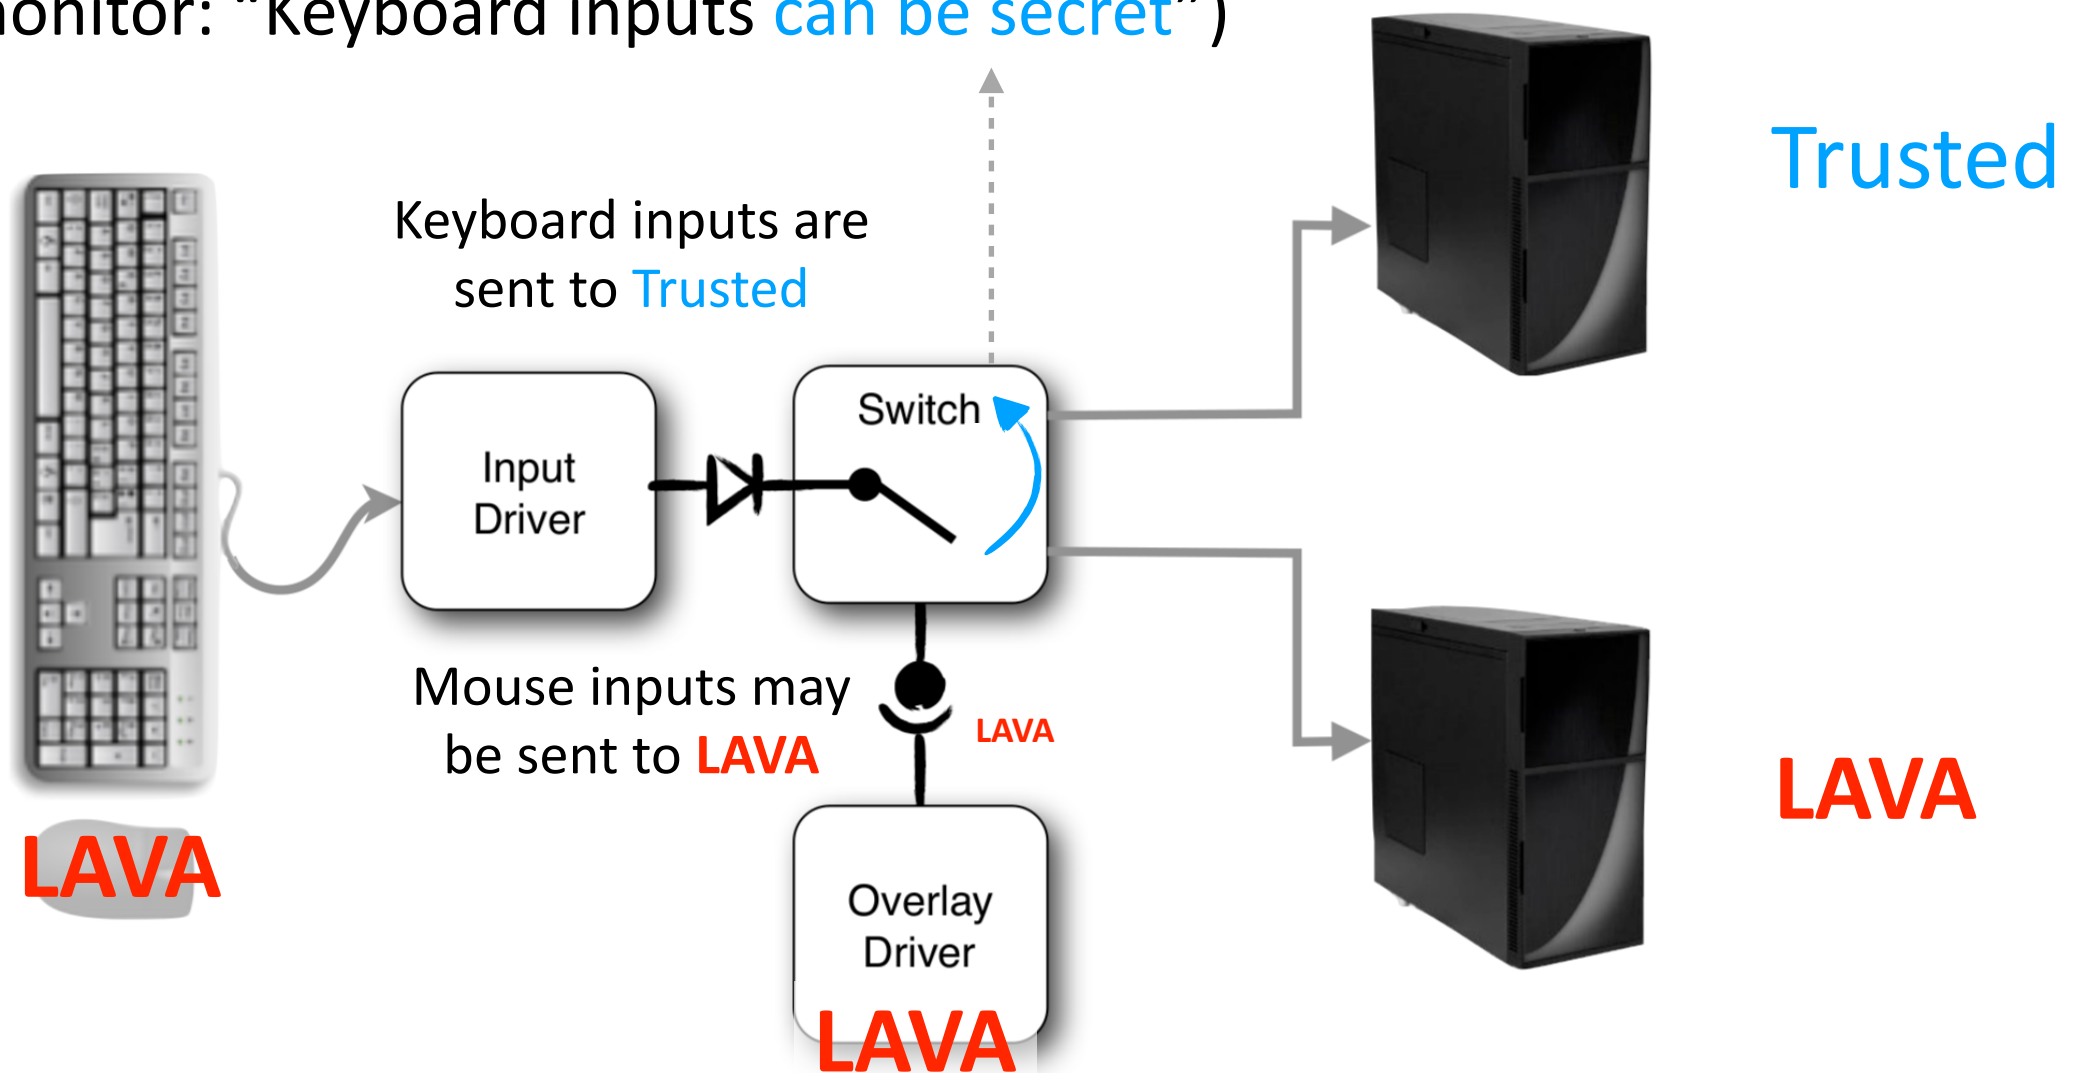 monitor: “Keyboard inputs can be secret”)
Trusted
Keyboard inputs are
sent to Trusted
Switch
Input
Driver
Mouse inputs may
be sent to LAVA
LAVA
LAVA
LAVA
Overlay
Driver
LAVA